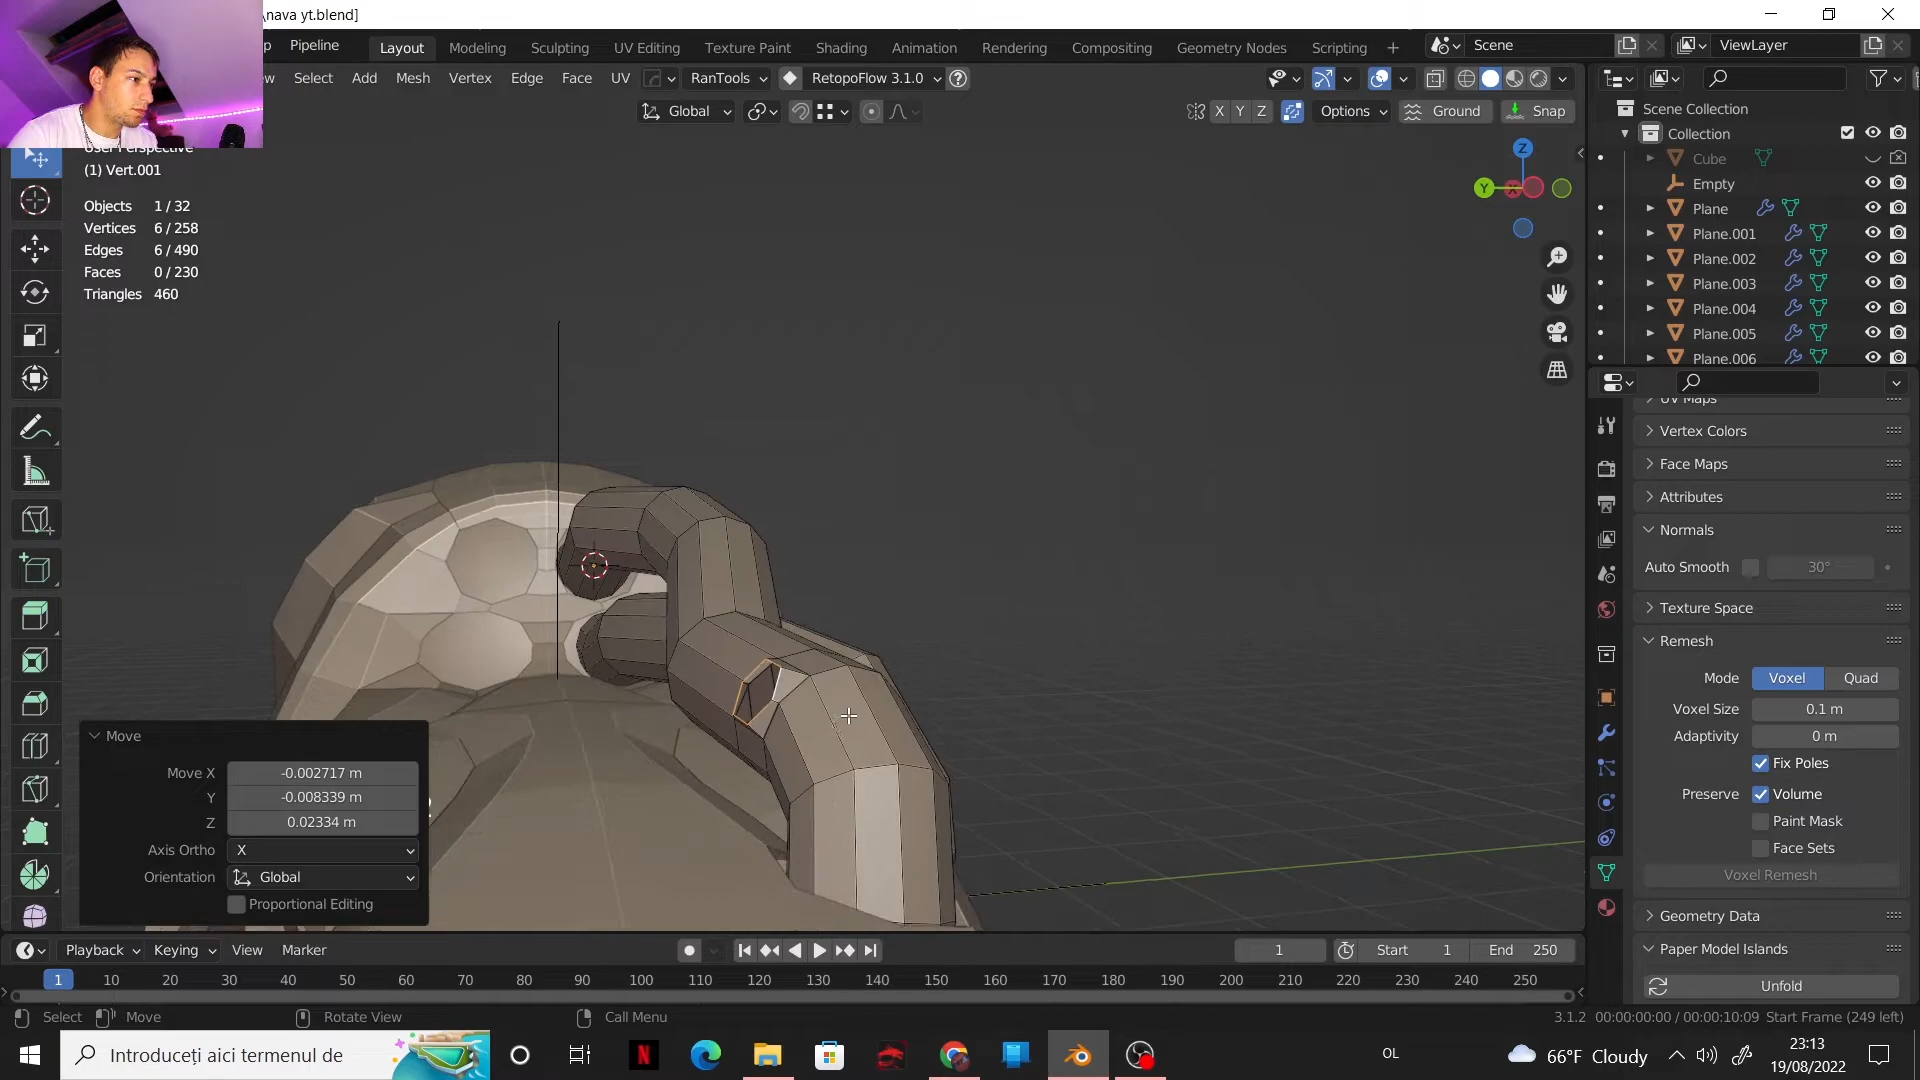 \nava yt.blend]
Pipeline
Layout Modeling Sculpting UV Editing Texture Paint Shading Animation Rendering Compositing Geometry Nodes Scripting +
Scene
ViewLayer
Select Add Mesh Vertex Edge Face UV RanTools RetopoFlow 3.1.0
Global
X Y Z Options Ground Snap
(1) Vert.001
Objects 1 / 32
Vertices 6 / 258
Edges 6 / 490
Faces 0 / 230
Triangles 460
Z
Y
X
Scene Collection
Collection
Cube
Empty
Plane
Plane.001
Plane.002
Plane.003
Plane.004
Plane.005
Plane.006
UV Maps
Vertex Colors
Face Maps
Attributes
Normals
Auto Smooth 30°
Texture Space
Remesh
Mode Voxel Quad
Voxel Size 0.1 m
Adaptivity 0 m
Fix Poles
Preserve Volume
Paint Mask
Face Sets
Voxel Remesh
Geometry Data
Paper Model Islands
Unfold
Move
Move X -0.002717 m
Y -0.008339 m
Z 0.02334 m
Axis Ortho X
Orientation Global
Proportional Editing
Playback Keying View Marker
1 Start 1 End 250
1 10 20 30 40 50 60 70 80 90 100 110 120 130 140 150 160 170 180 190 200 210 220 230 240 250
Select Move Rotate View Call Menu
3.1.2 00:00:00:00 / 00:00:10:09 Start Frame (249 left)
Introduceți aici termenul de
OL
66°F Cloudy
23:13
19/08/2022